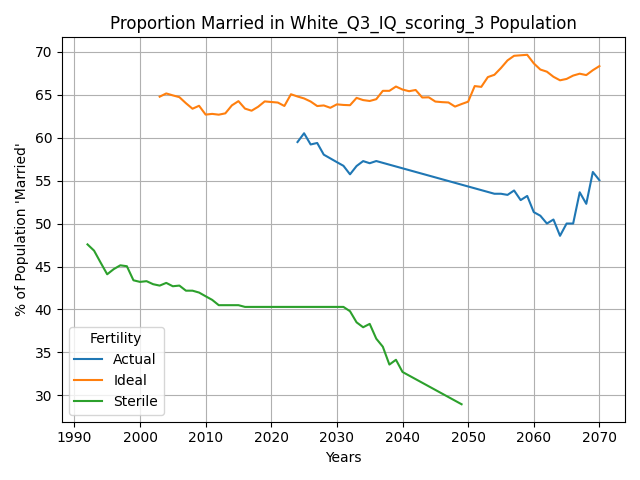 Proportion Married in White_Q3_IQ_scoring_3 Population
% of Population 'Married'
70
65
60
55
50
45
40
35
30
Fertility
Actual
Ideal
Sterile
1990 2000 2010 2020 2030 2040 2050 2060 2070
Years